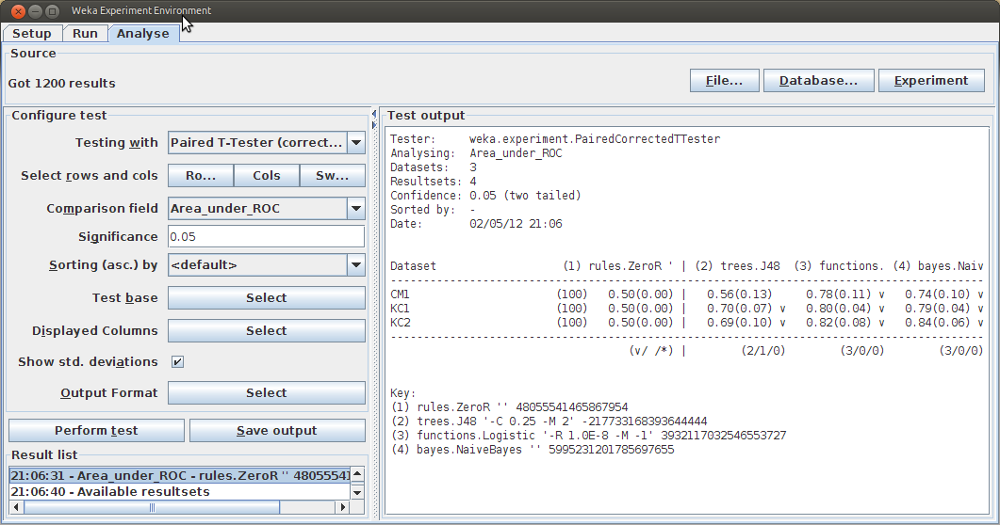 Weka Experiment Environment
Setup Run Analyse
Source
Got 1200 results
File... Database... Experiment
Configure test
Testing with Paired T-Tester (correct...
Select rows and cols Ro... Cols Sw...
Comparison field Area_under_ROC
Significance 0.05
Sorting (asc.) by <default>
Test base Select
Displayed Columns Select
Show std. deviations
Output Format Select
Perform test Save output
Result list
21:06:31 - Area_under_ROC - rules.ZeroR '' 48055541
21:06:40 - Available resultsets
Test output
Tester: weka.experiment.PairedCorrectedTTester
Analysing: Area_under_ROC
Datasets: 3
Resultsets: 4
Confidence: 0.05 (two tailed)
Sorted by: -
Date: 02/05/12 21:06
Dataset (1) rules.ZeroR ' | (2) trees.J48 (3) functions. (4) bayes.Naiv
CM1 (100) 0.50(0.00) | 0.56(0.13) 0.78(0.11) v 0.74(0.10) v
KC1 (100) 0.50(0.00) | 0.70(0.07) v 0.80(0.04) v 0.79(0.04) v
KC2 (100) 0.50(0.00) | 0.69(0.10) v 0.82(0.08) v 0.84(0.06) v
(v/ /*) | (2/1/0) (3/0/0) (3/0/0)
Key:
(1) rules.ZeroR '' 48055541465867954
(2) trees.J48 '-C 0.25 -M 2' -217733168393644444
(3) functions.Logistic '-R 1.0E-8 -M -1' 3932117032546553727
(4) bayes.NaiveBayes '' 5995231201785697655